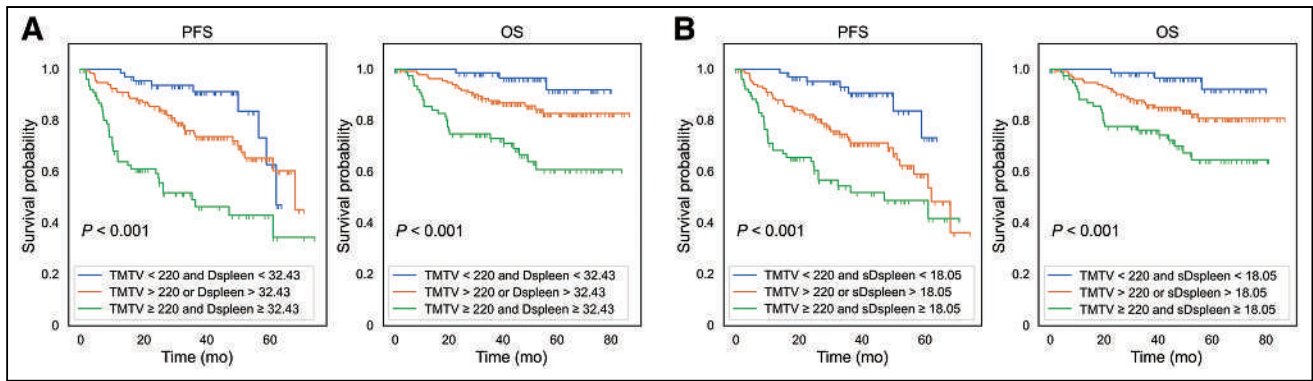 A
PFS
Survival probability
1.0
0.8
0.6
0.4
0.2
0
P < 0.001
TMTV < 220 and Dspleen < 32.43
TMTV > 220 or Dspleen > 32.43
TMTV ≥ 220 and Dspleen ≥ 32.43
0 20 40 60
Time (mo)
OS
Survival probability
1.0
0.8
0.6
0.4
0.2
0
P < 0.001
TMTV < 220 and Dspleen < 32.43
TMTV > 220 or Dspleen > 32.43
TMTV ≥ 220 and Dspleen ≥ 32.43
0 20 40 60 80
Time (mo)
B
PFS
Survival probability
1.0
0.8
0.6
0.4
0.2
0
P < 0.001
TMTV < 220 and sDspleen < 18.05
TMTV > 220 or sDspleen > 18.05
TMTV ≥ 220 and sDspleen ≥ 18.05
0 20 40 60
Time (mo)
OS
Survival probability
1.0
0.8
0.6
0.4
0.2
0
P < 0.001
TMTV < 220 and sDspleen < 18.05
TMTV > 220 or sDspleen > 18.05
TMTV ≥ 220 and sDspleen ≥ 18.05
0 20 40 60 80
Time (mo)